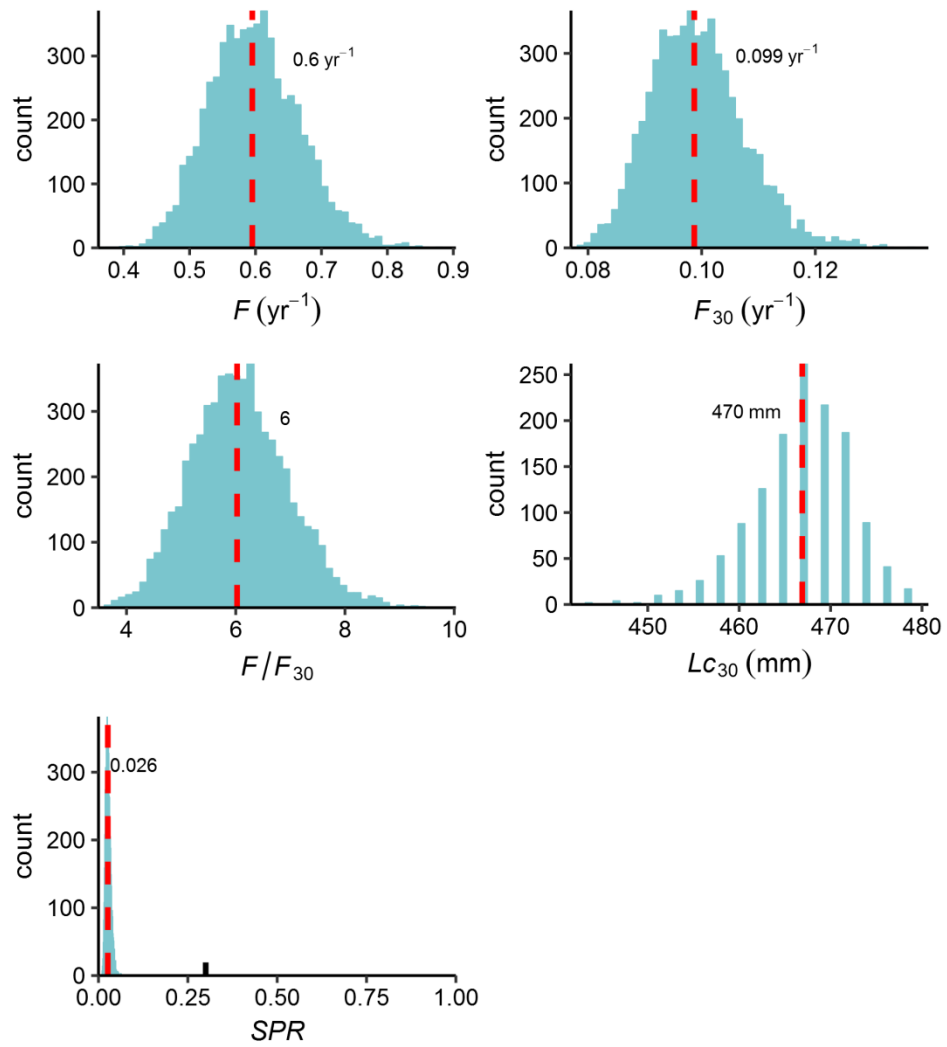 count
300
200
100
0
0.6 yr⁻¹
0.4 0.5 0.6 0.7 0.8 0.9
F (yr⁻¹)
count
300
200
100
0
0.099 yr⁻¹
0.08 0.10 0.12
F₃₀ (yr⁻¹)
count
300
200
100
0
6
4 6 8 10
F/F₃₀
count
250
200
150
100
50
0
470 mm
450 460 470 480
Lc₃₀ (mm)
count
300
200
100
0
0.026
0.00 0.25 0.50 0.75 1.00
SPR